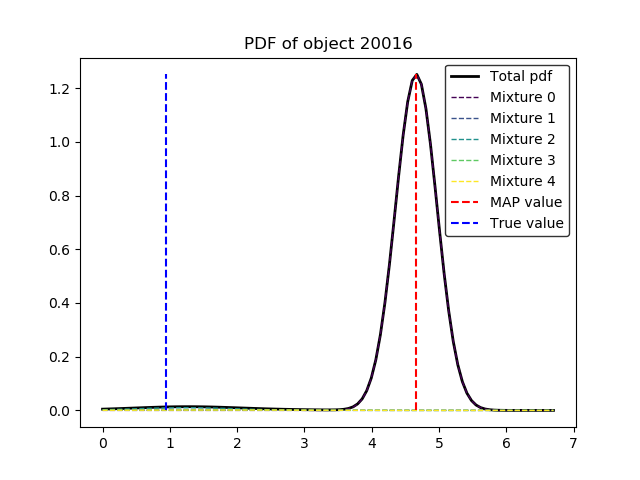 PDF of object 20016
1.2
1.0
0.8
0.6
0.4
0.2
0.0
Total pdf
Mixture 0
Mixture 1
Mixture 2
Mixture 3
Mixture 4
MAP value
True value
0 1 2 3 4 5 6 7